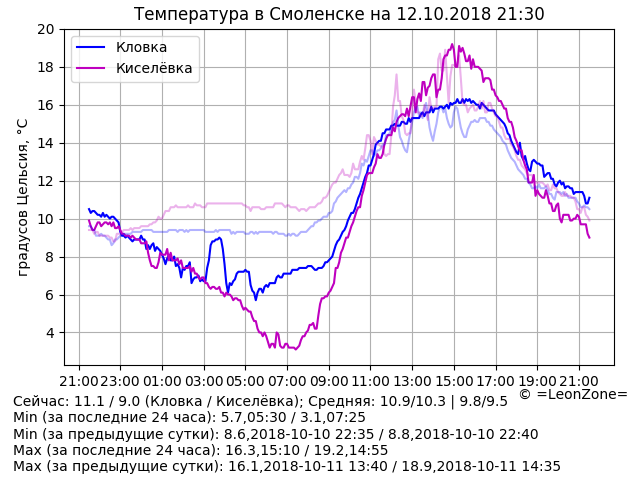 Температура в Смоленске на 12.10.2018 21:30
Кловка
Киселёвка
градусов Цельсия, °C
20
18
16
14
12
10
8
6
4
21:00 23:00 01:00 03:00 05:00 07:00 09:00 11:00 13:00 15:00 17:00 19:00 21:00
© =LeonZone=
Сейчас: 11.1 / 9.0 (Кловка / Киселёвка); Средняя: 10.9/10.3 | 9.8/9.5
Min (за последние 24 часа): 5.7,05:30 / 3.1,07:25
Min (за предыдущие сутки): 8.6,2018-10-10 22:35 / 8.8,2018-10-10 22:40
Max (за последние 24 часа): 16.3,15:10 / 19.2,14:55
Max (за предыдущие сутки): 16.1,2018-10-11 13:40 / 18.9,2018-10-11 14:35